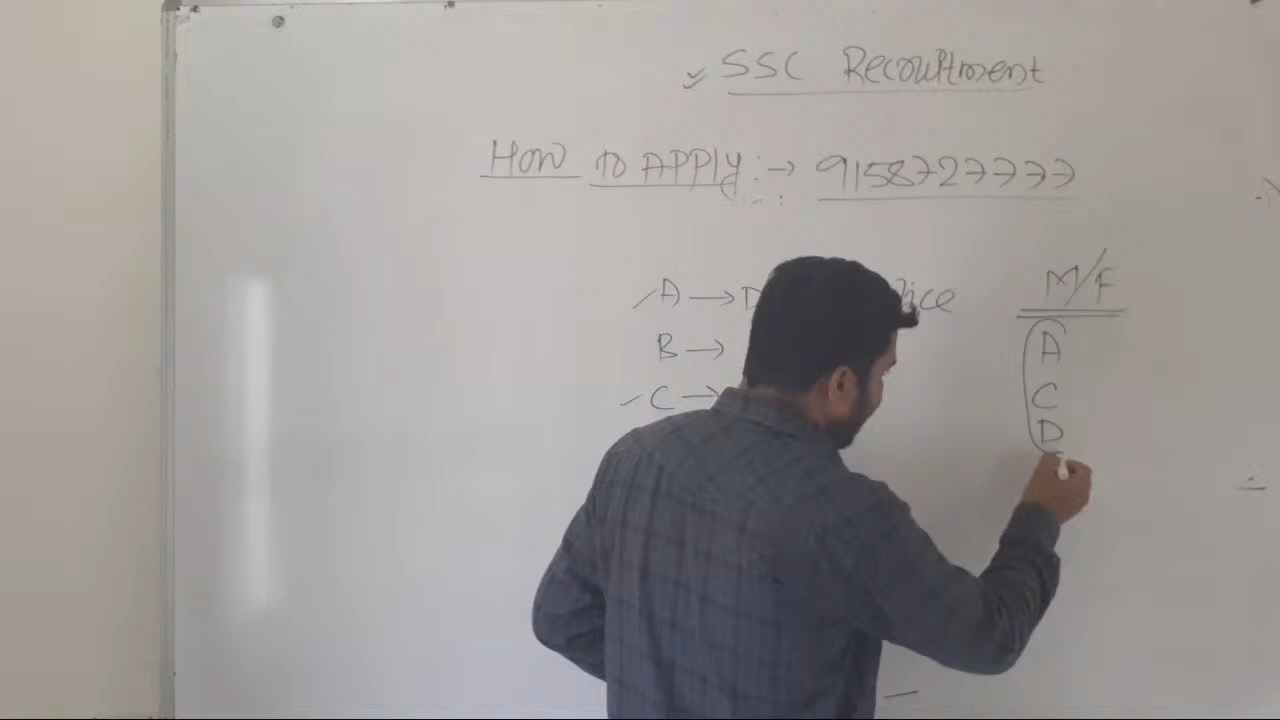 SSC Recruitment
How to APPly :→ 9158727777
A → D
M/F
B →
C →
A
C
D